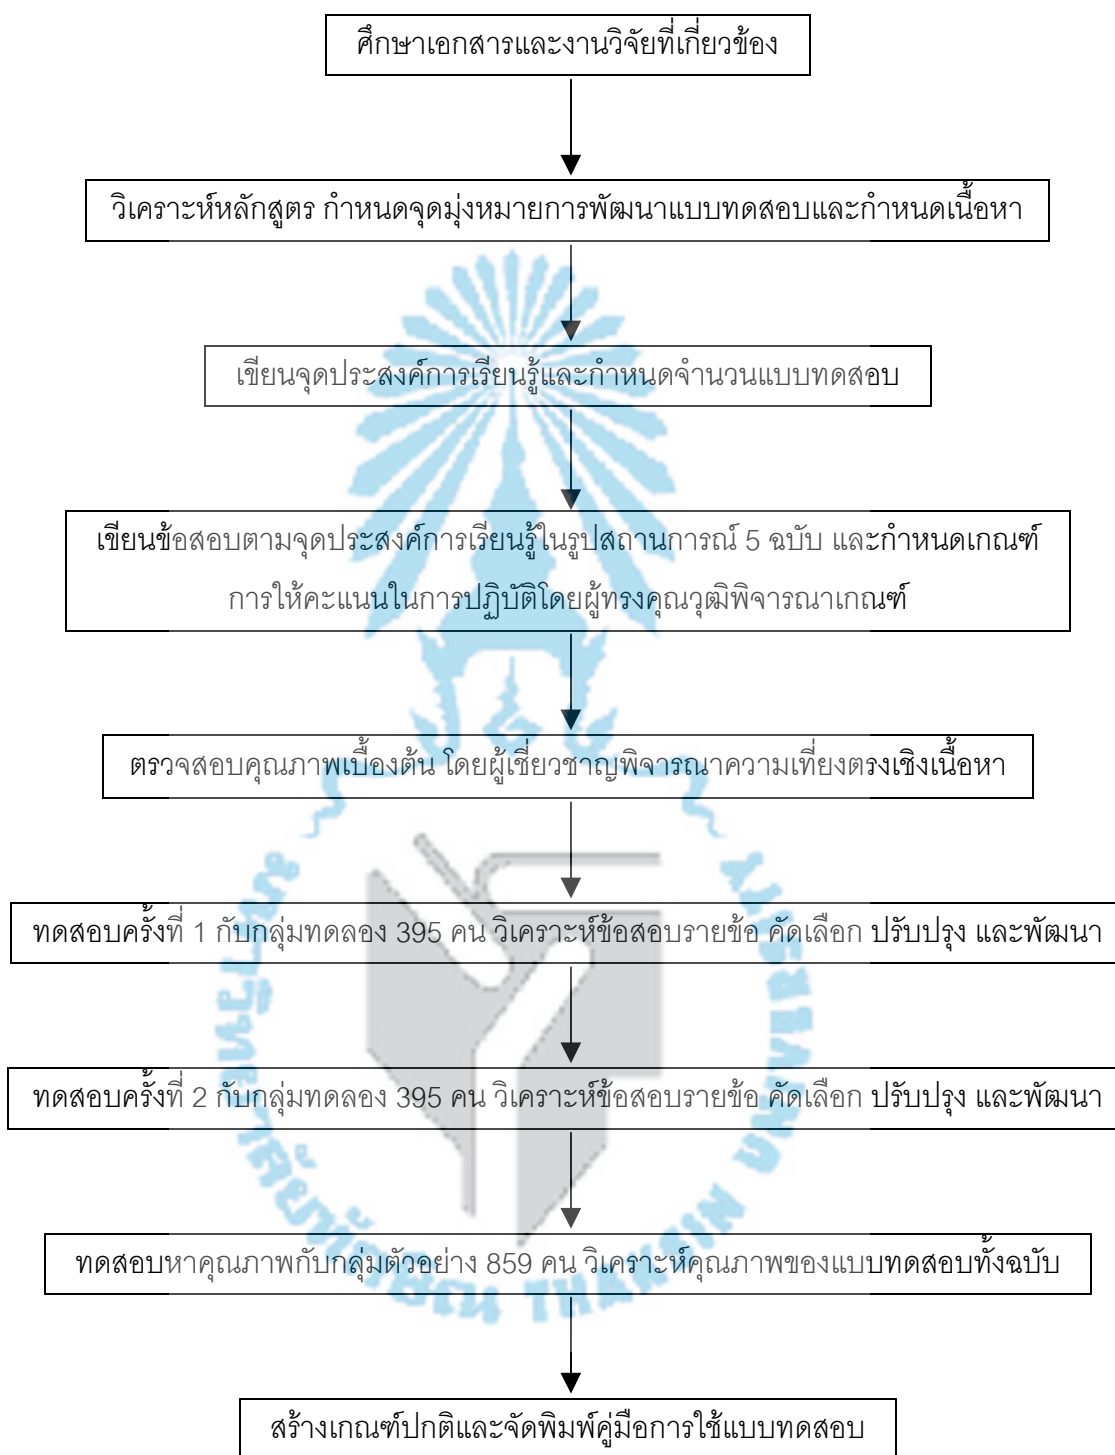 ศึกษาเอกสารและงานวิจัยที่เกี่ยวข้อง
วิเคราะห์หลักสูตร กำหนดจุดมุ่งหมายการพัฒนาแบบทดสอบและกำหนดเนื้อหา
เขียนจุดประสงค์การเรียนรู้และกำหนดจำนวนแบบทดสอบ
เขียนข้อสอบตามจุดประสงค์การเรียนรู้ในรูปสถานการณ์ 5 ฉบับ และกำหนดเกณฑ์
การให้คะแนนในการปฏิบัติโดยผู้ทรงคุณวุฒิพิจารณาเกณฑ์
ตรวจสอบคุณภาพเบื้องต้น โดยผู้เชี่ยวชาญพิจารณาความเที่ยงตรงเชิงเนื้อหา
ทดสอบครั้งที่ 1 กับกลุ่มทดลอง 395 คน วิเคราะห์ข้อสอบรายข้อ คัดเลือก ปรับปรุง และพัฒนา
ทดสอบครั้งที่ 2 กับกลุ่มทดลอง 395 คน วิเคราะห์ข้อสอบรายข้อ คัดเลือก ปรับปรุง และพัฒนา
ทดสอบหาคุณภาพกับกลุ่มตัวอย่าง 859 คน วิเคราะห์คุณภาพของแบบทดสอบทั้งฉบับ
สร้างเกณฑ์ปกติและจัดพิมพ์คู่มือการใช้แบบทดสอบ
มหาวิทยาลัยทักษิณ THAKSIN